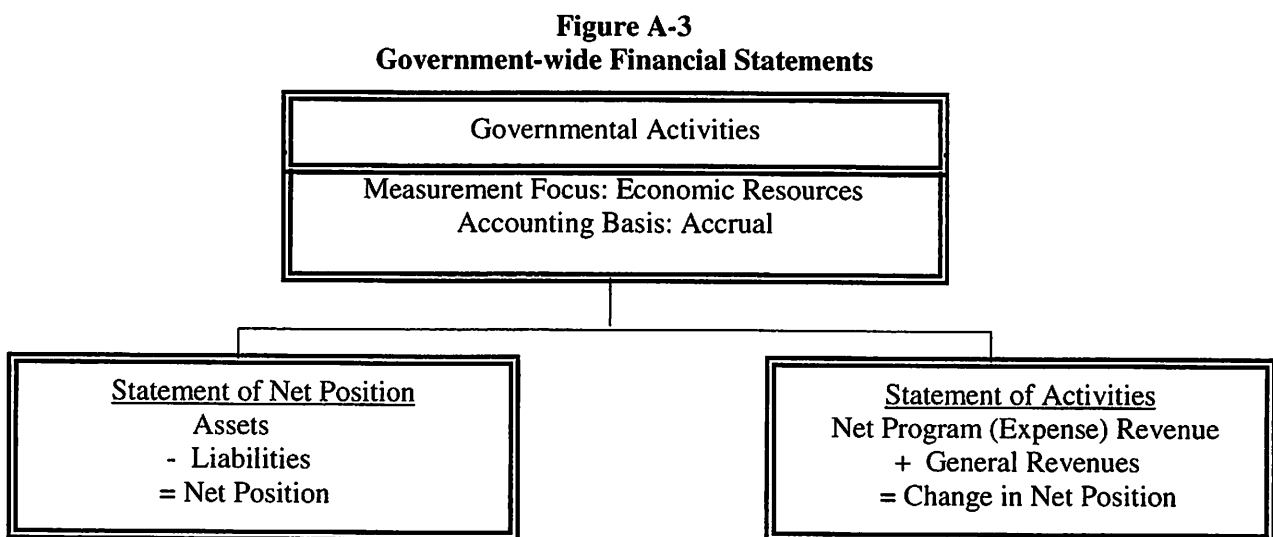 Figure A-3
Government-wide Financial Statements
Governmental Activities
Measurement Focus: Economic Resources
Accounting Basis: Accrual
Statement of Net Position
Assets
- Liabilities
= Net Position
Statement of Activities
Net Program (Expense) Revenue
+ General Revenues
= Change in Net Position